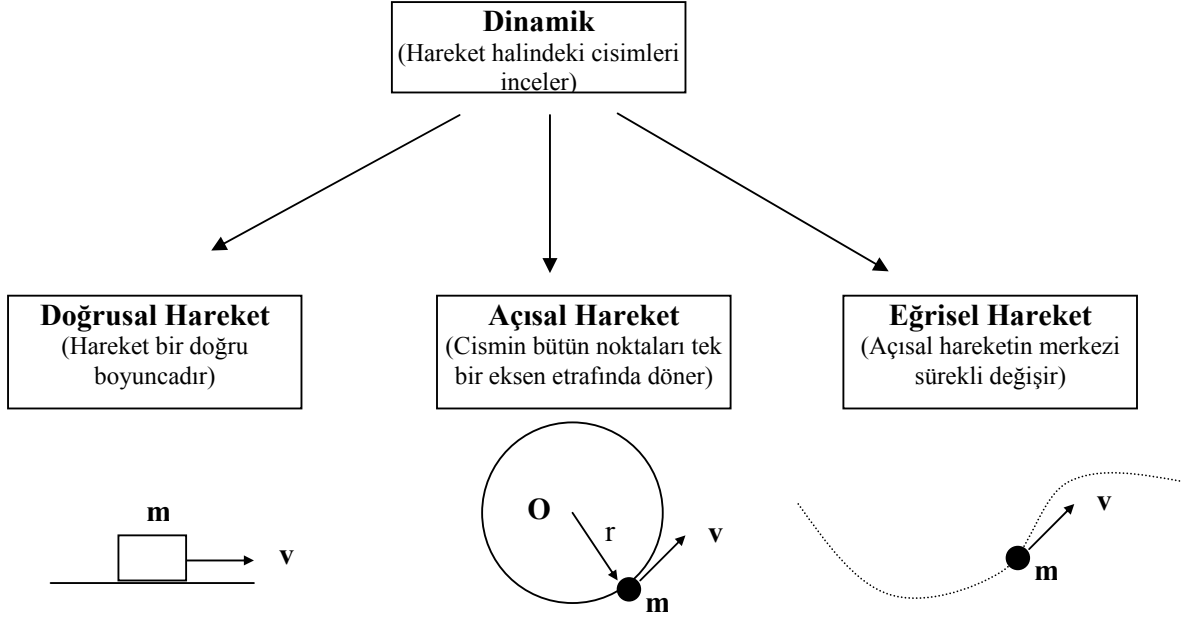 Dinamik
(Hareket halindeki cisimleri
inceler)
Doğrusal Hareket
(Hareket bir doğru
boyuncadır)
Açısal Hareket
(Cismin bütün noktaları tek
bir eksen etrafında döner)
Eğrisel Hareket
(Açısal hareketin merkezi
sürekli değişir)
m
v
O
r
v
m
v
m